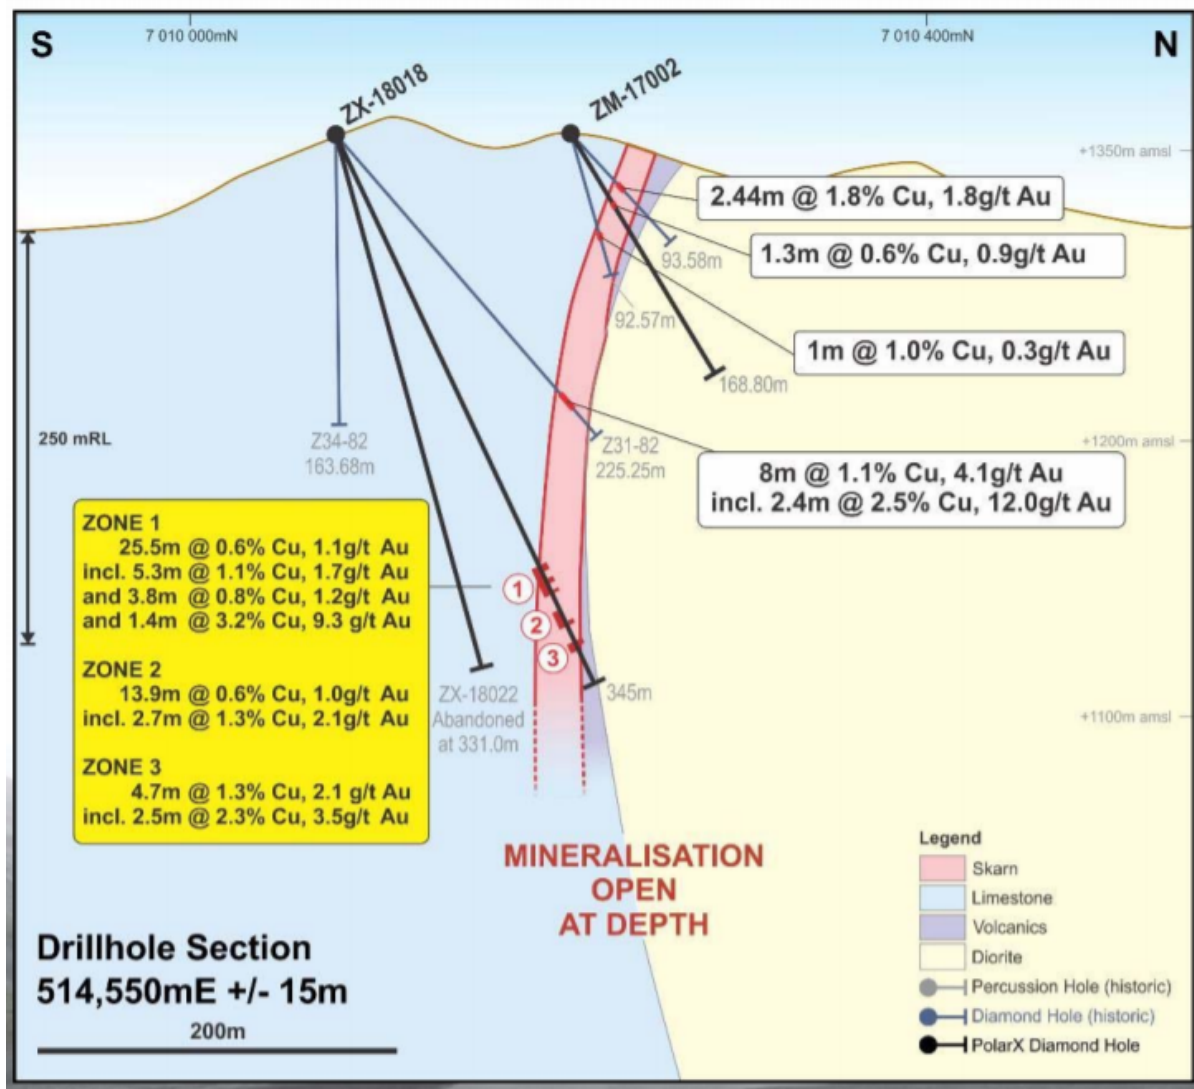 S
7 010 000mN
7 010 400mN
N
ZX-18018
ZM-17002
+1350m amsl
2.44m @ 1.8% Cu, 1.8g/t Au
93.58m
1.3m @ 0.6% Cu, 0.9g/t Au
92.57m
1m @ 1.0% Cu, 0.3g/t Au
168.80m
250 mRL
Z34-82
163.68m
Z31-82
225.25m
+1200m amsl
8m @ 1.1% Cu, 4.1g/t Au
incl. 2.4m @ 2.5% Cu, 12.0g/t Au
ZONE 1
25.5m @ 0.6% Cu, 1.1g/t Au
incl. 5.3m @ 1.1% Cu, 1.7g/t Au
and 3.8m @ 0.8% Cu, 1.2g/t Au
and 1.4m @ 3.2% Cu, 9.3 g/t Au
ZONE 2
13.9m @ 0.6% Cu, 1.0g/t Au
incl. 2.7m @ 1.3% Cu, 2.1g/t Au
ZONE 3
4.7m @ 1.3% Cu, 2.1 g/t Au
incl. 2.5m @ 2.3% Cu, 3.5g/t Au
1
2
3
ZX-18022
Abandoned
at 331.0m
345m
+1100m amsl
MINERALISATION
OPEN
AT DEPTH
Drillhole Section
514,550mE +/- 15m
200m
Legend
Skarn
Limestone
Volcanics
Diorite
Percussion Hole (historic)
Diamond Hole (historic)
PolarX Diamond Hole